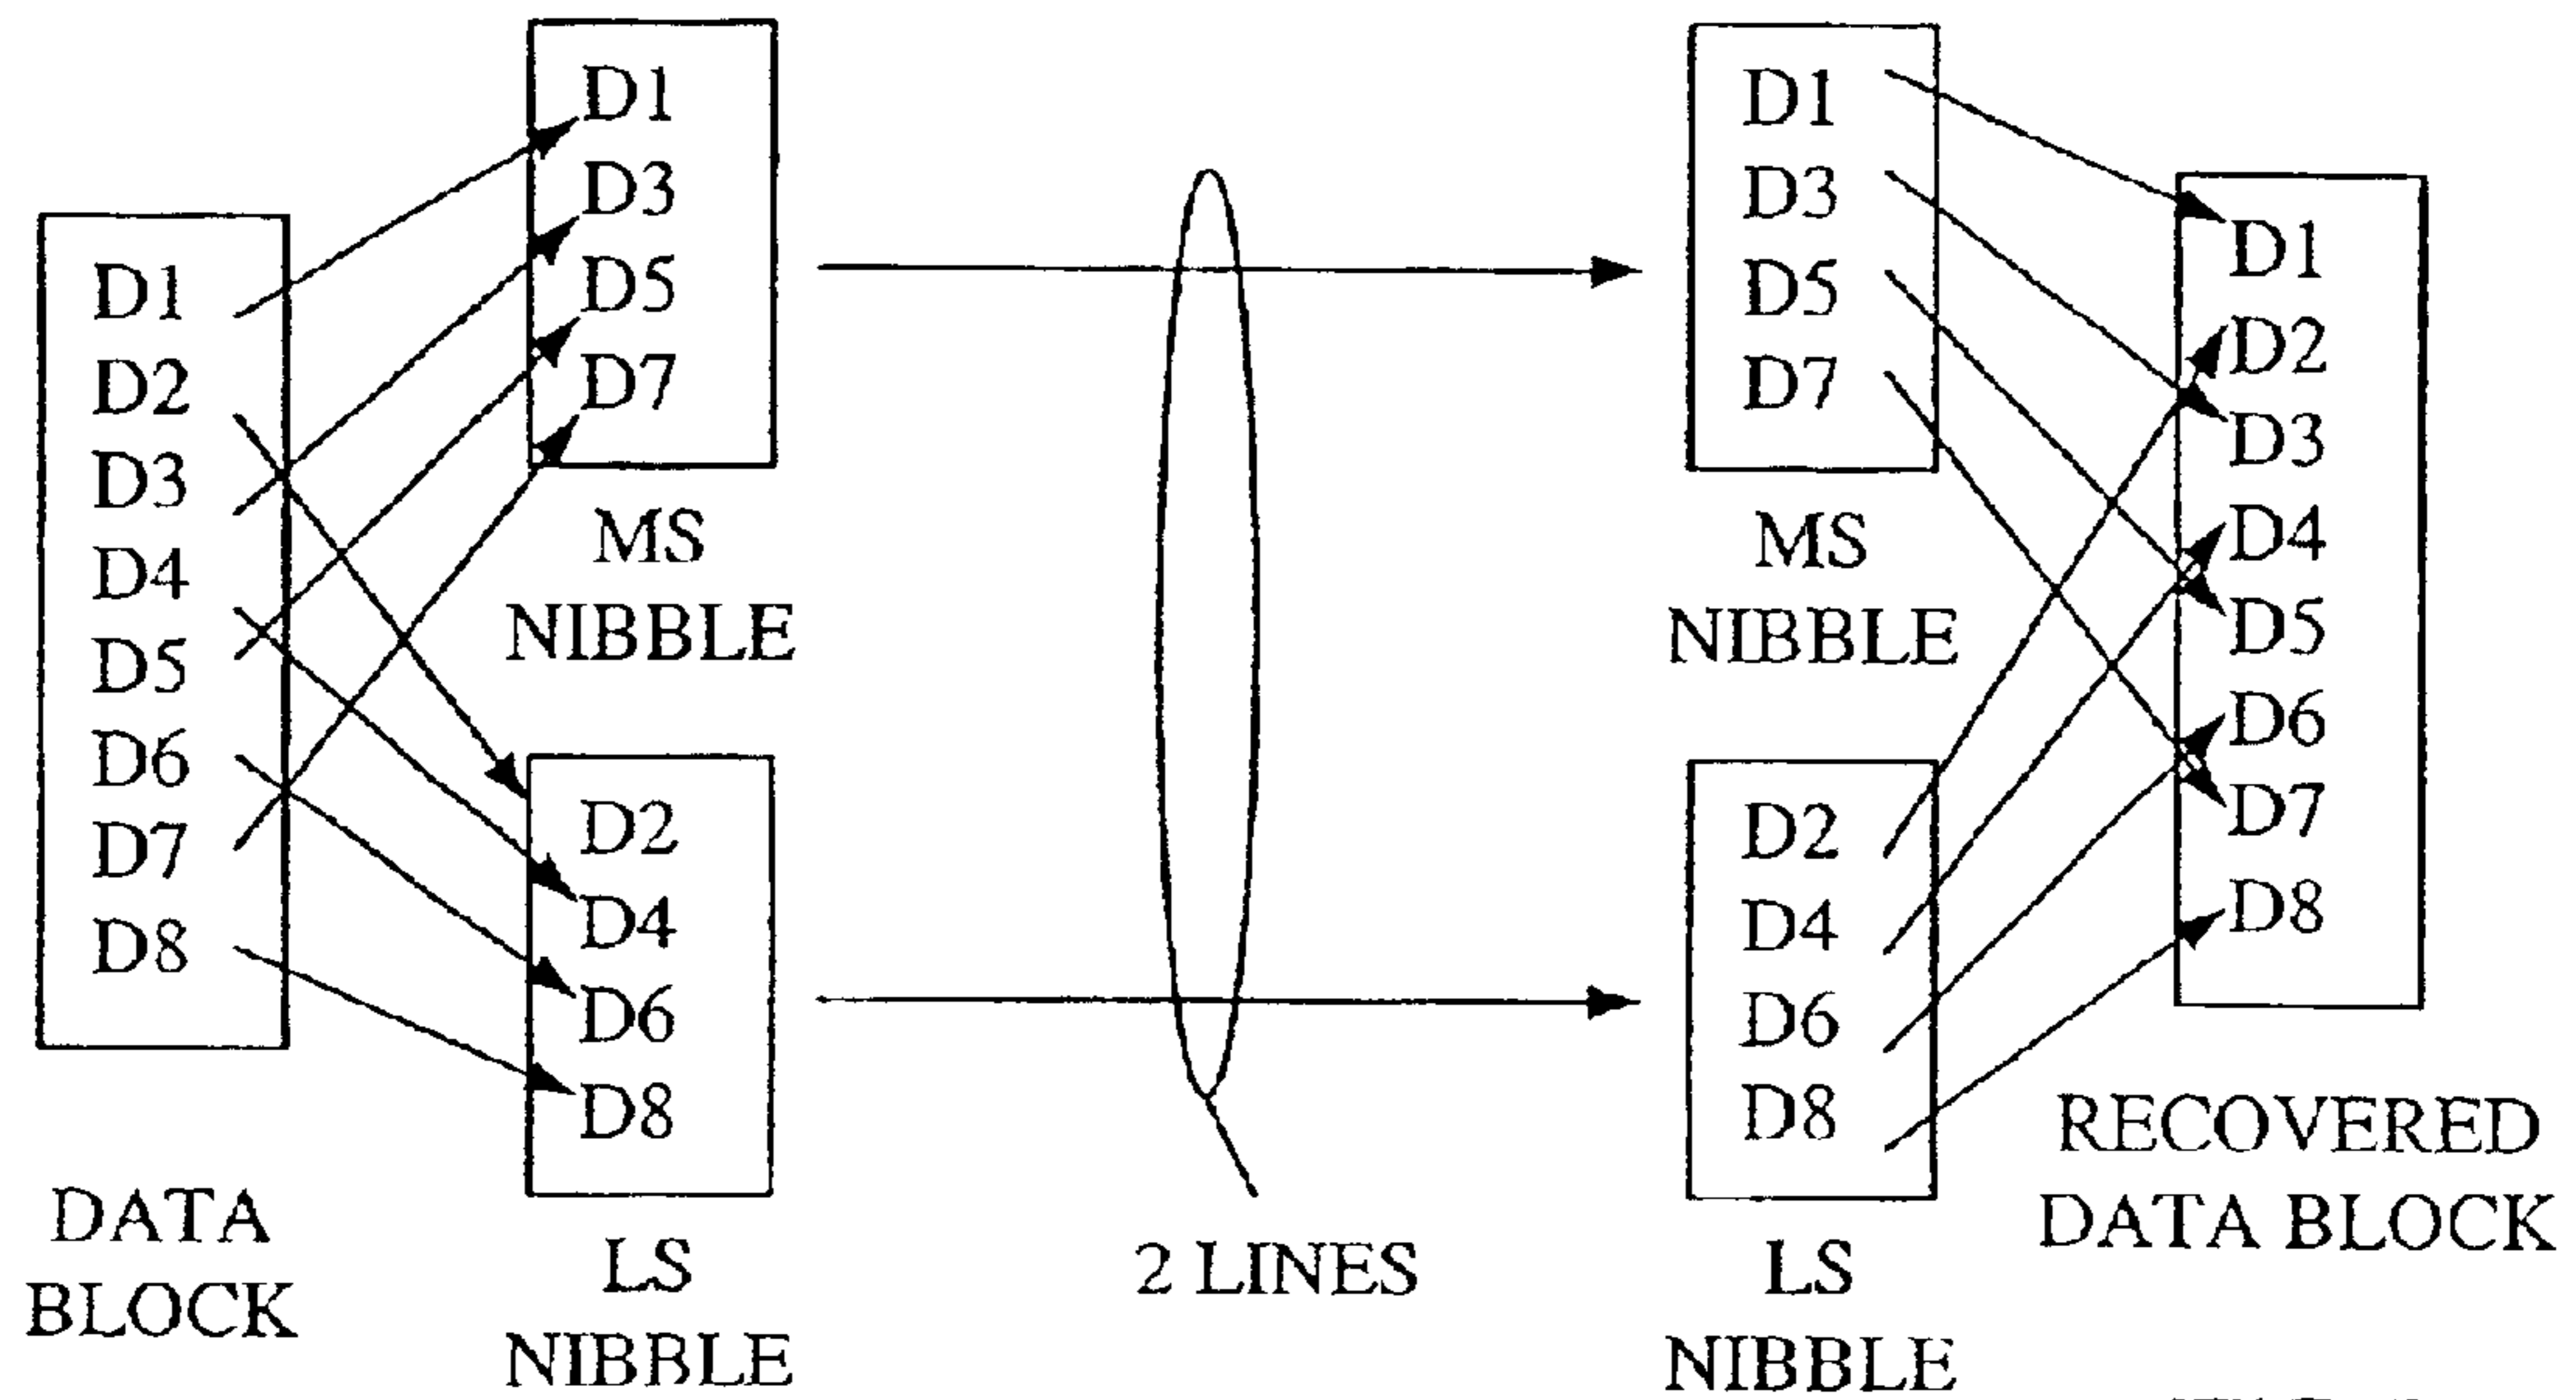 D1
D2
D3
D4
D5
D6
D7
D8
DATA
BLOCK
D1
D3
D5
D7
MS
NIBBLE
D2
D4
D6
D8
LS
NIBBLE
2 LINES
D1
D3
D5
D7
MS
NIBBLE
D2
D4
D6
D8
LS
NIBBLE
D1
D2
D3
D4
D5
D6
D7
D8
RECOVERED
DATA BLOCK